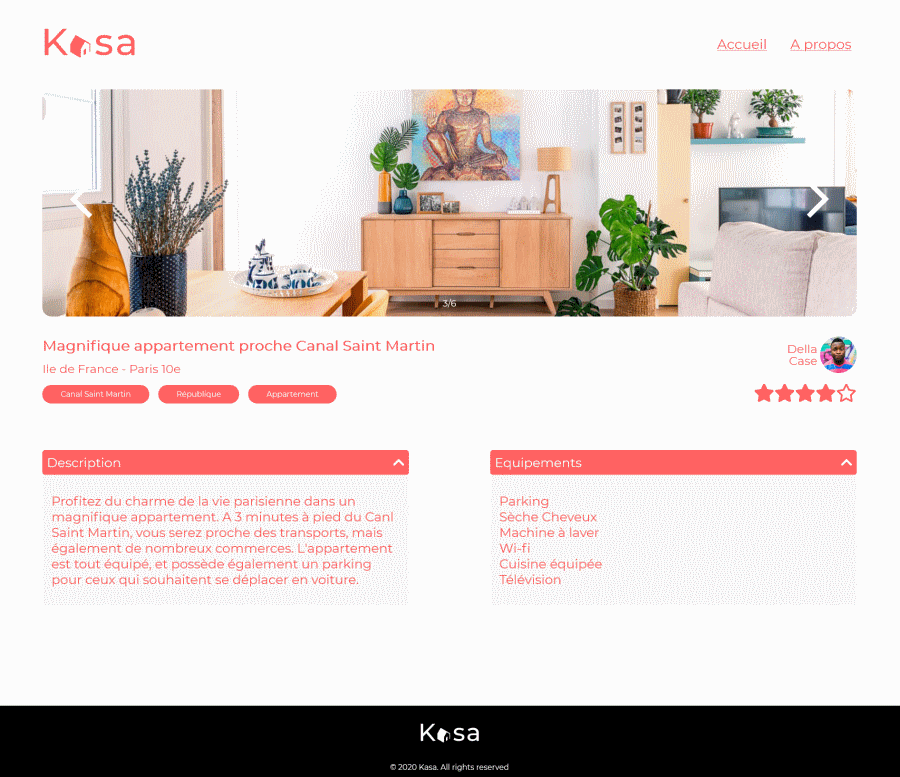 Kasa
Accueil A propos
3/6
Magnifique appartement proche Canal Saint Martin
Della
Case
Ile de France - Paris 10e
Canal Saint Martin République Appartement
Description
Profitez du charme de la vie parisienne dans un
magnifique appartement. A 3 minutes à pied du Canl
Saint Martin, vous serez proche des transports, mais
également de nombreux commerces. L'appartement
est tout équipé, et possède également un parking
pour ceux qui souhaitent se déplacer en voiture.
Equipements
Parking
Sèche Cheveux
Machine à laver
Wi-fi
Cuisine équipée
Télévision
Kasa
© 2020 Kasa. All rights reserved